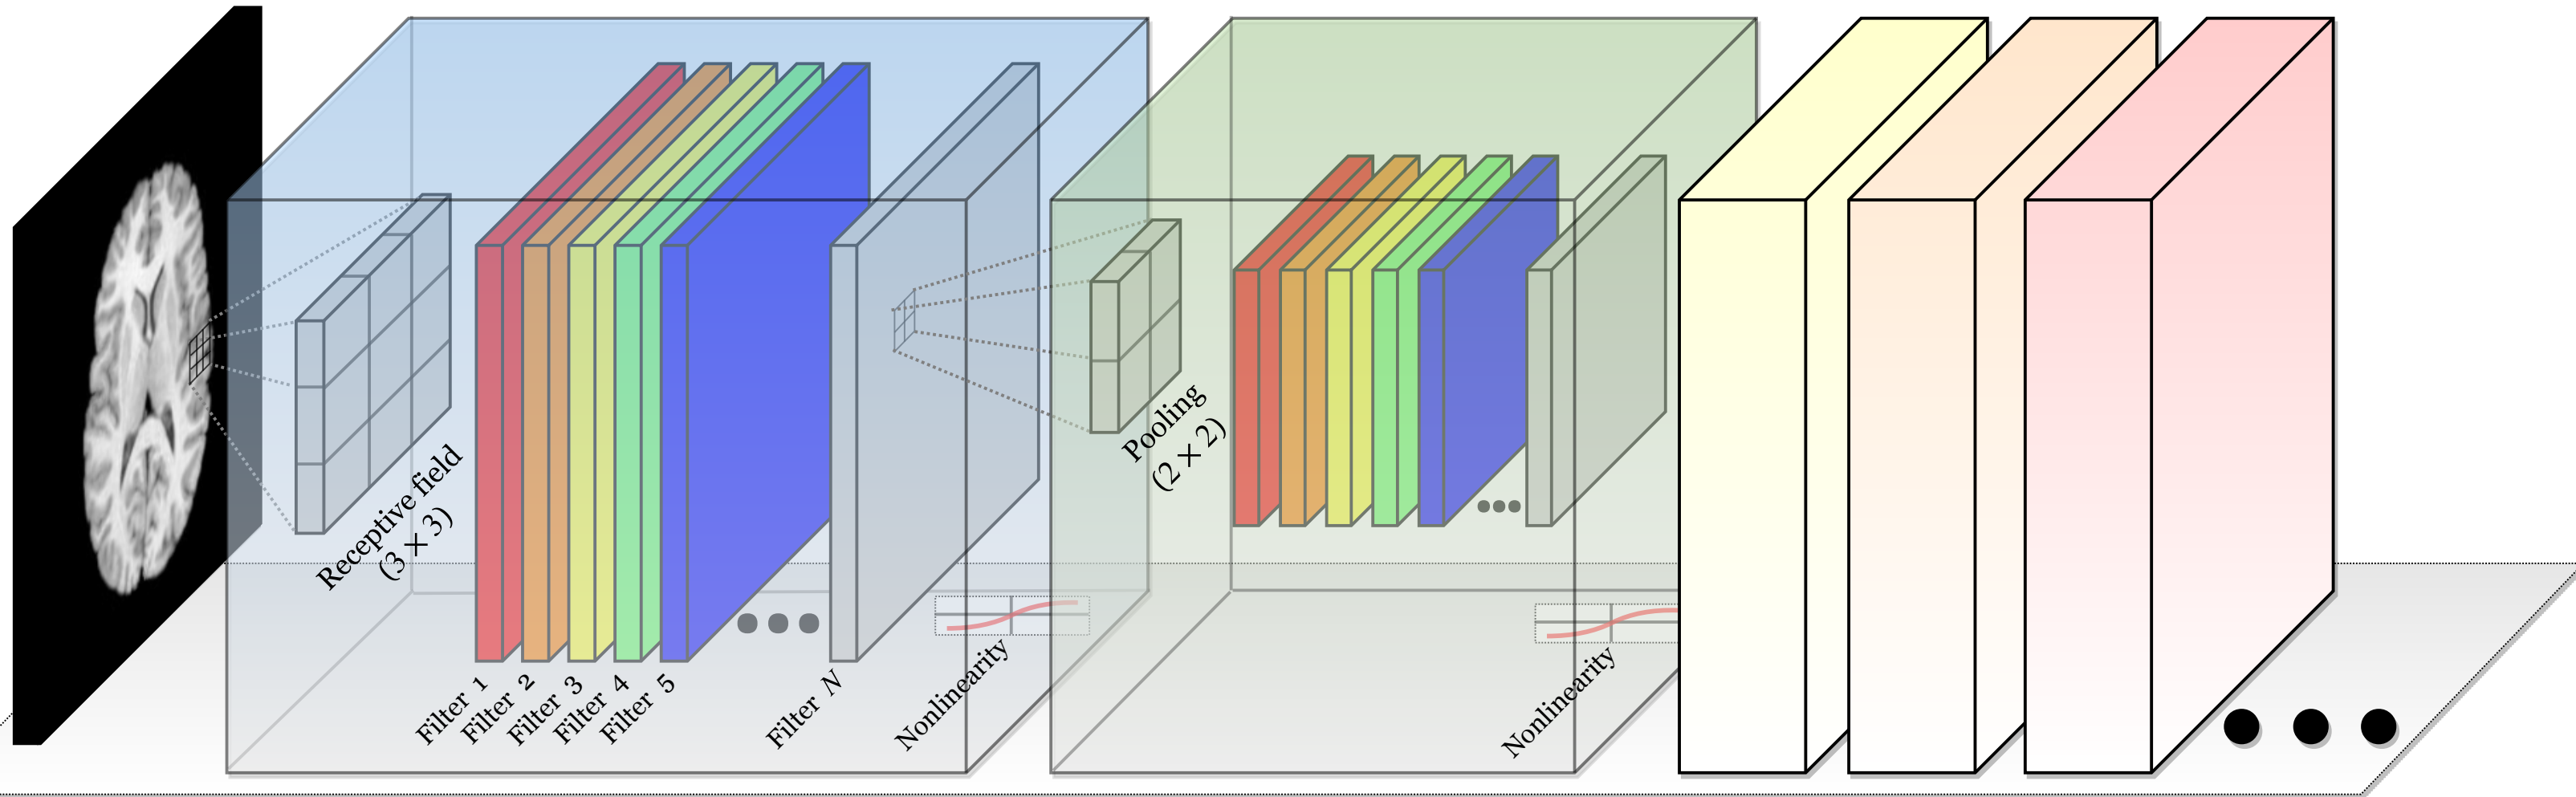 Receptive field
(3 × 3)
Filter 1
Filter 2
Filter 3
Filter 4
Filter 5
Filter N
Nonlinearity
Pooling
(2 × 2)
Nonlinearity